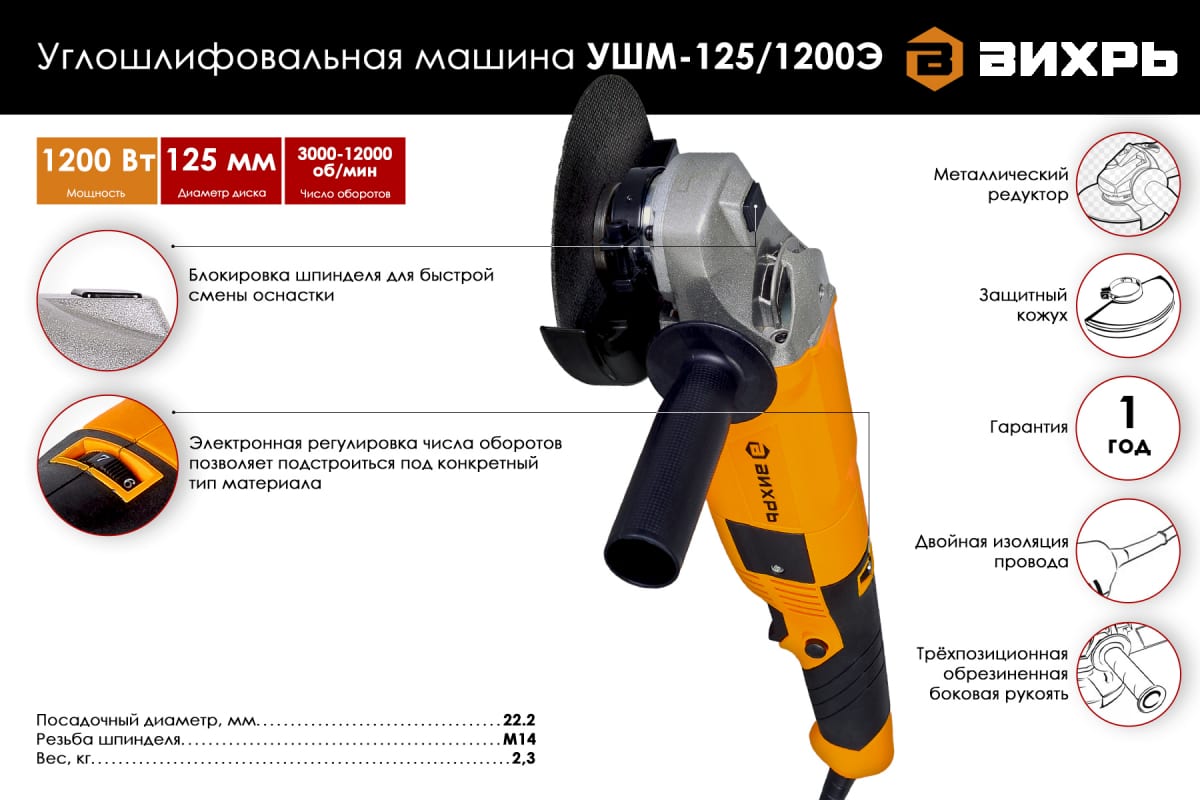 Углошлифовальная машина УШМ-125/1200Э
ВИХРЬ
1200 Вт
Мощность
125 мм
Диаметр диска
3000-12000
об/мин
Число оборотов
Блокировка шпинделя для быстрой
смены оснастки
7
6
Электронная регулировка числа оборотов
позволяет подстроиться под конкретный
тип материала
ВИХРЬ
Металлический
редуктор
Защитный
кожух
Гарантия
1
год
Двойная изоляция
провода
Трёхпозиционная
обрезиненная
боковая рукоять
Посадочный диаметр, мм..................................22.2
Резьба шпинделя..............................................М14
Вес, кг............................................................2,3